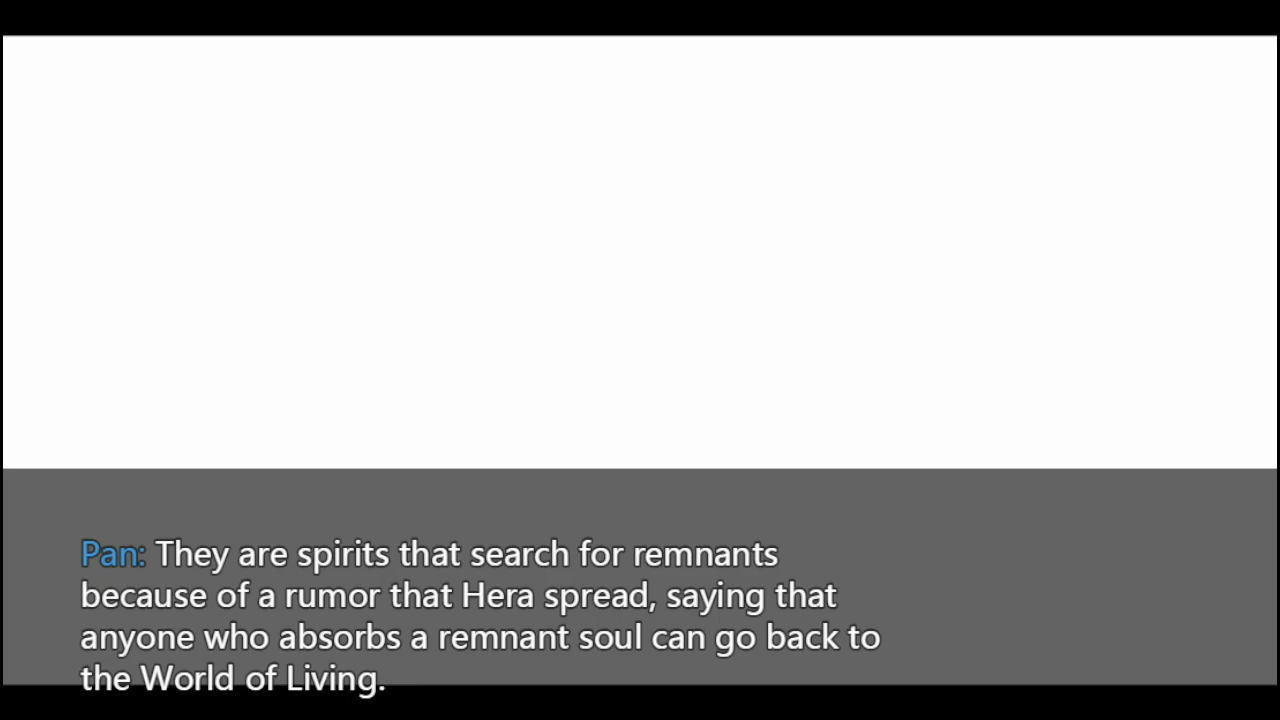 Pan: They are spirits that search for remnants
because of a rumor that Hera spread, saying that
anyone who absorbs a remnant soul can go back to
the World of Living.